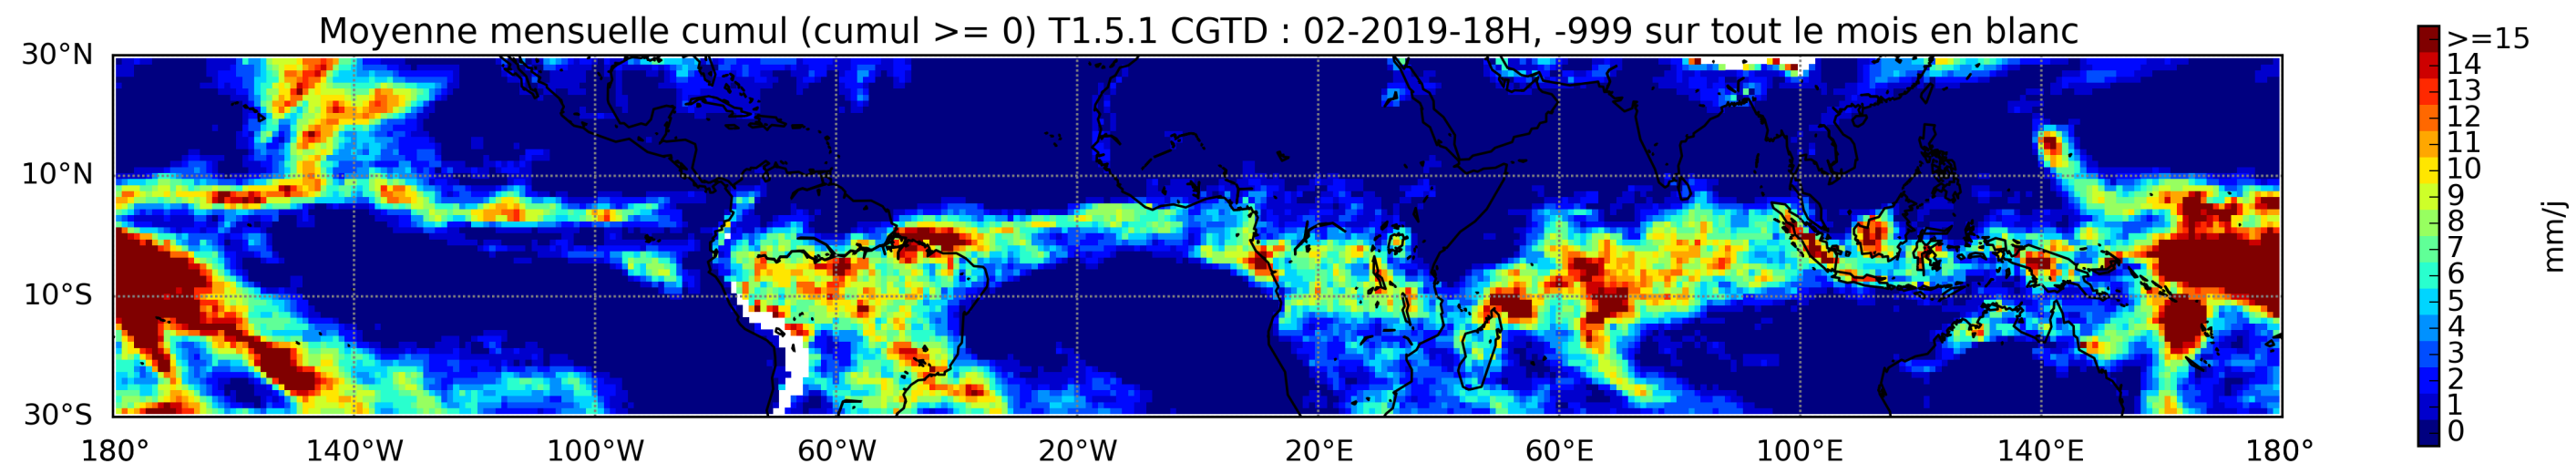 Moyenne mensuelle cumul (cumul >= 0) T1.5.1 CGTD : 02-2019-18H, -999 sur tout le mois en blanc
30°N
10°N
10°S
30°S
180°
140°W
100°W
60°W
20°W
20°E
60°E
100°E
140°E
180°
>=15
14
13
12
11
10
9
8
7
6
5
4
3
2
1
0
mm/j